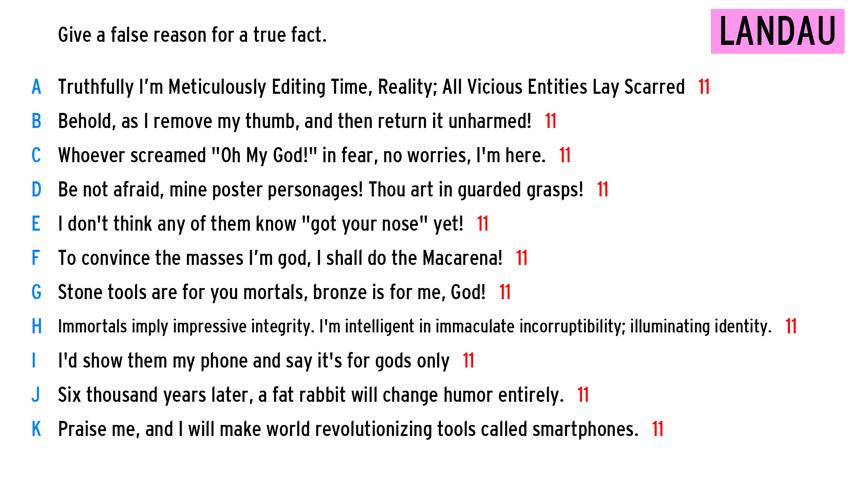 Give a false reason for a true fact.
LANDAU
A Truthfully I'm Meticulously Editing Time, Reality; All Vicious Entities Lay Scarred 11
B Behold, as I remove my thumb, and then return it unharmed! 11
C Whoever screamed "Oh My God!" in fear, no worries, I'm here. 11
D Be not afraid, mine poster personages! Thou art in guarded grasps! 11
E I don't think any of them know "got your nose" yet! 11
F To convince the masses I'm god, I shall do the Macarena! 11
G Stone tools are for you mortals, bronze is for me, God! 11
H Immortals imply impressive integrity. I'm intelligent in immaculate incorruptibility; illuminating identity. 11
I I'd show them my phone and say it's for gods only 11
J Six thousand years later, a fat rabbit will change humor entirely. 11
K Praise me, and I will make world revolutionizing tools called smartphones. 11